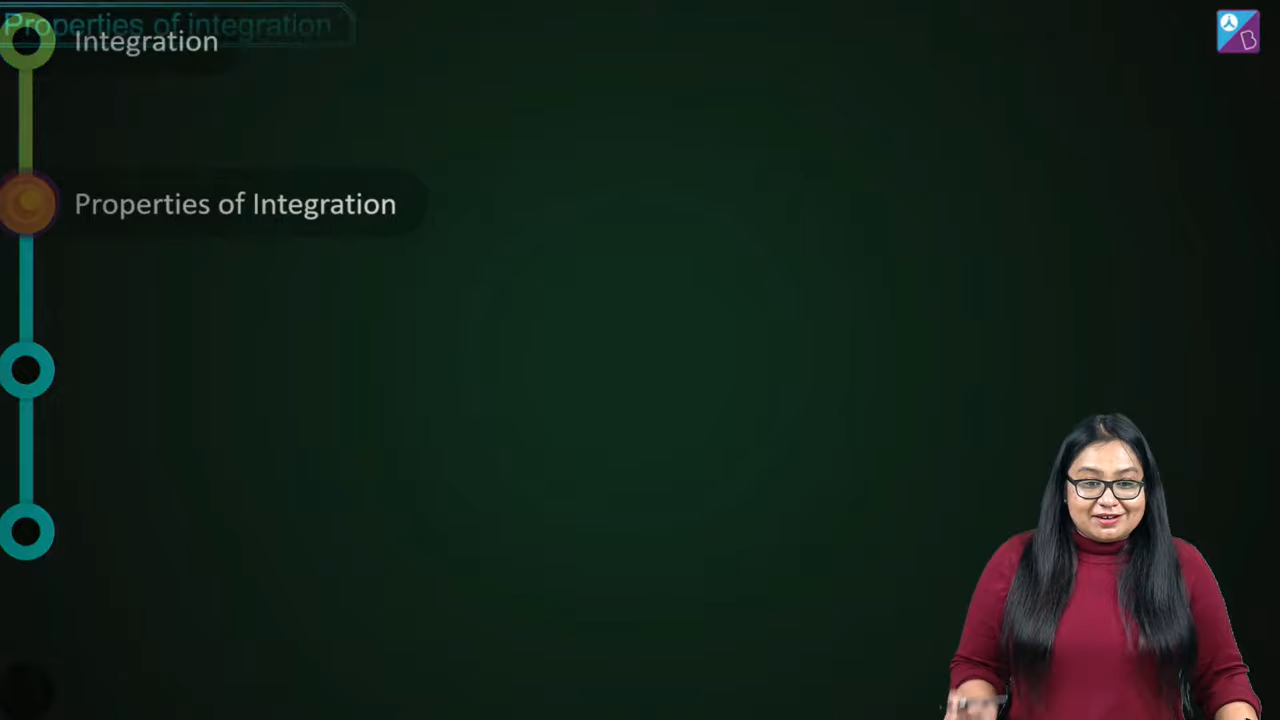 Properties of integration
Integration
Properties of Integration
B